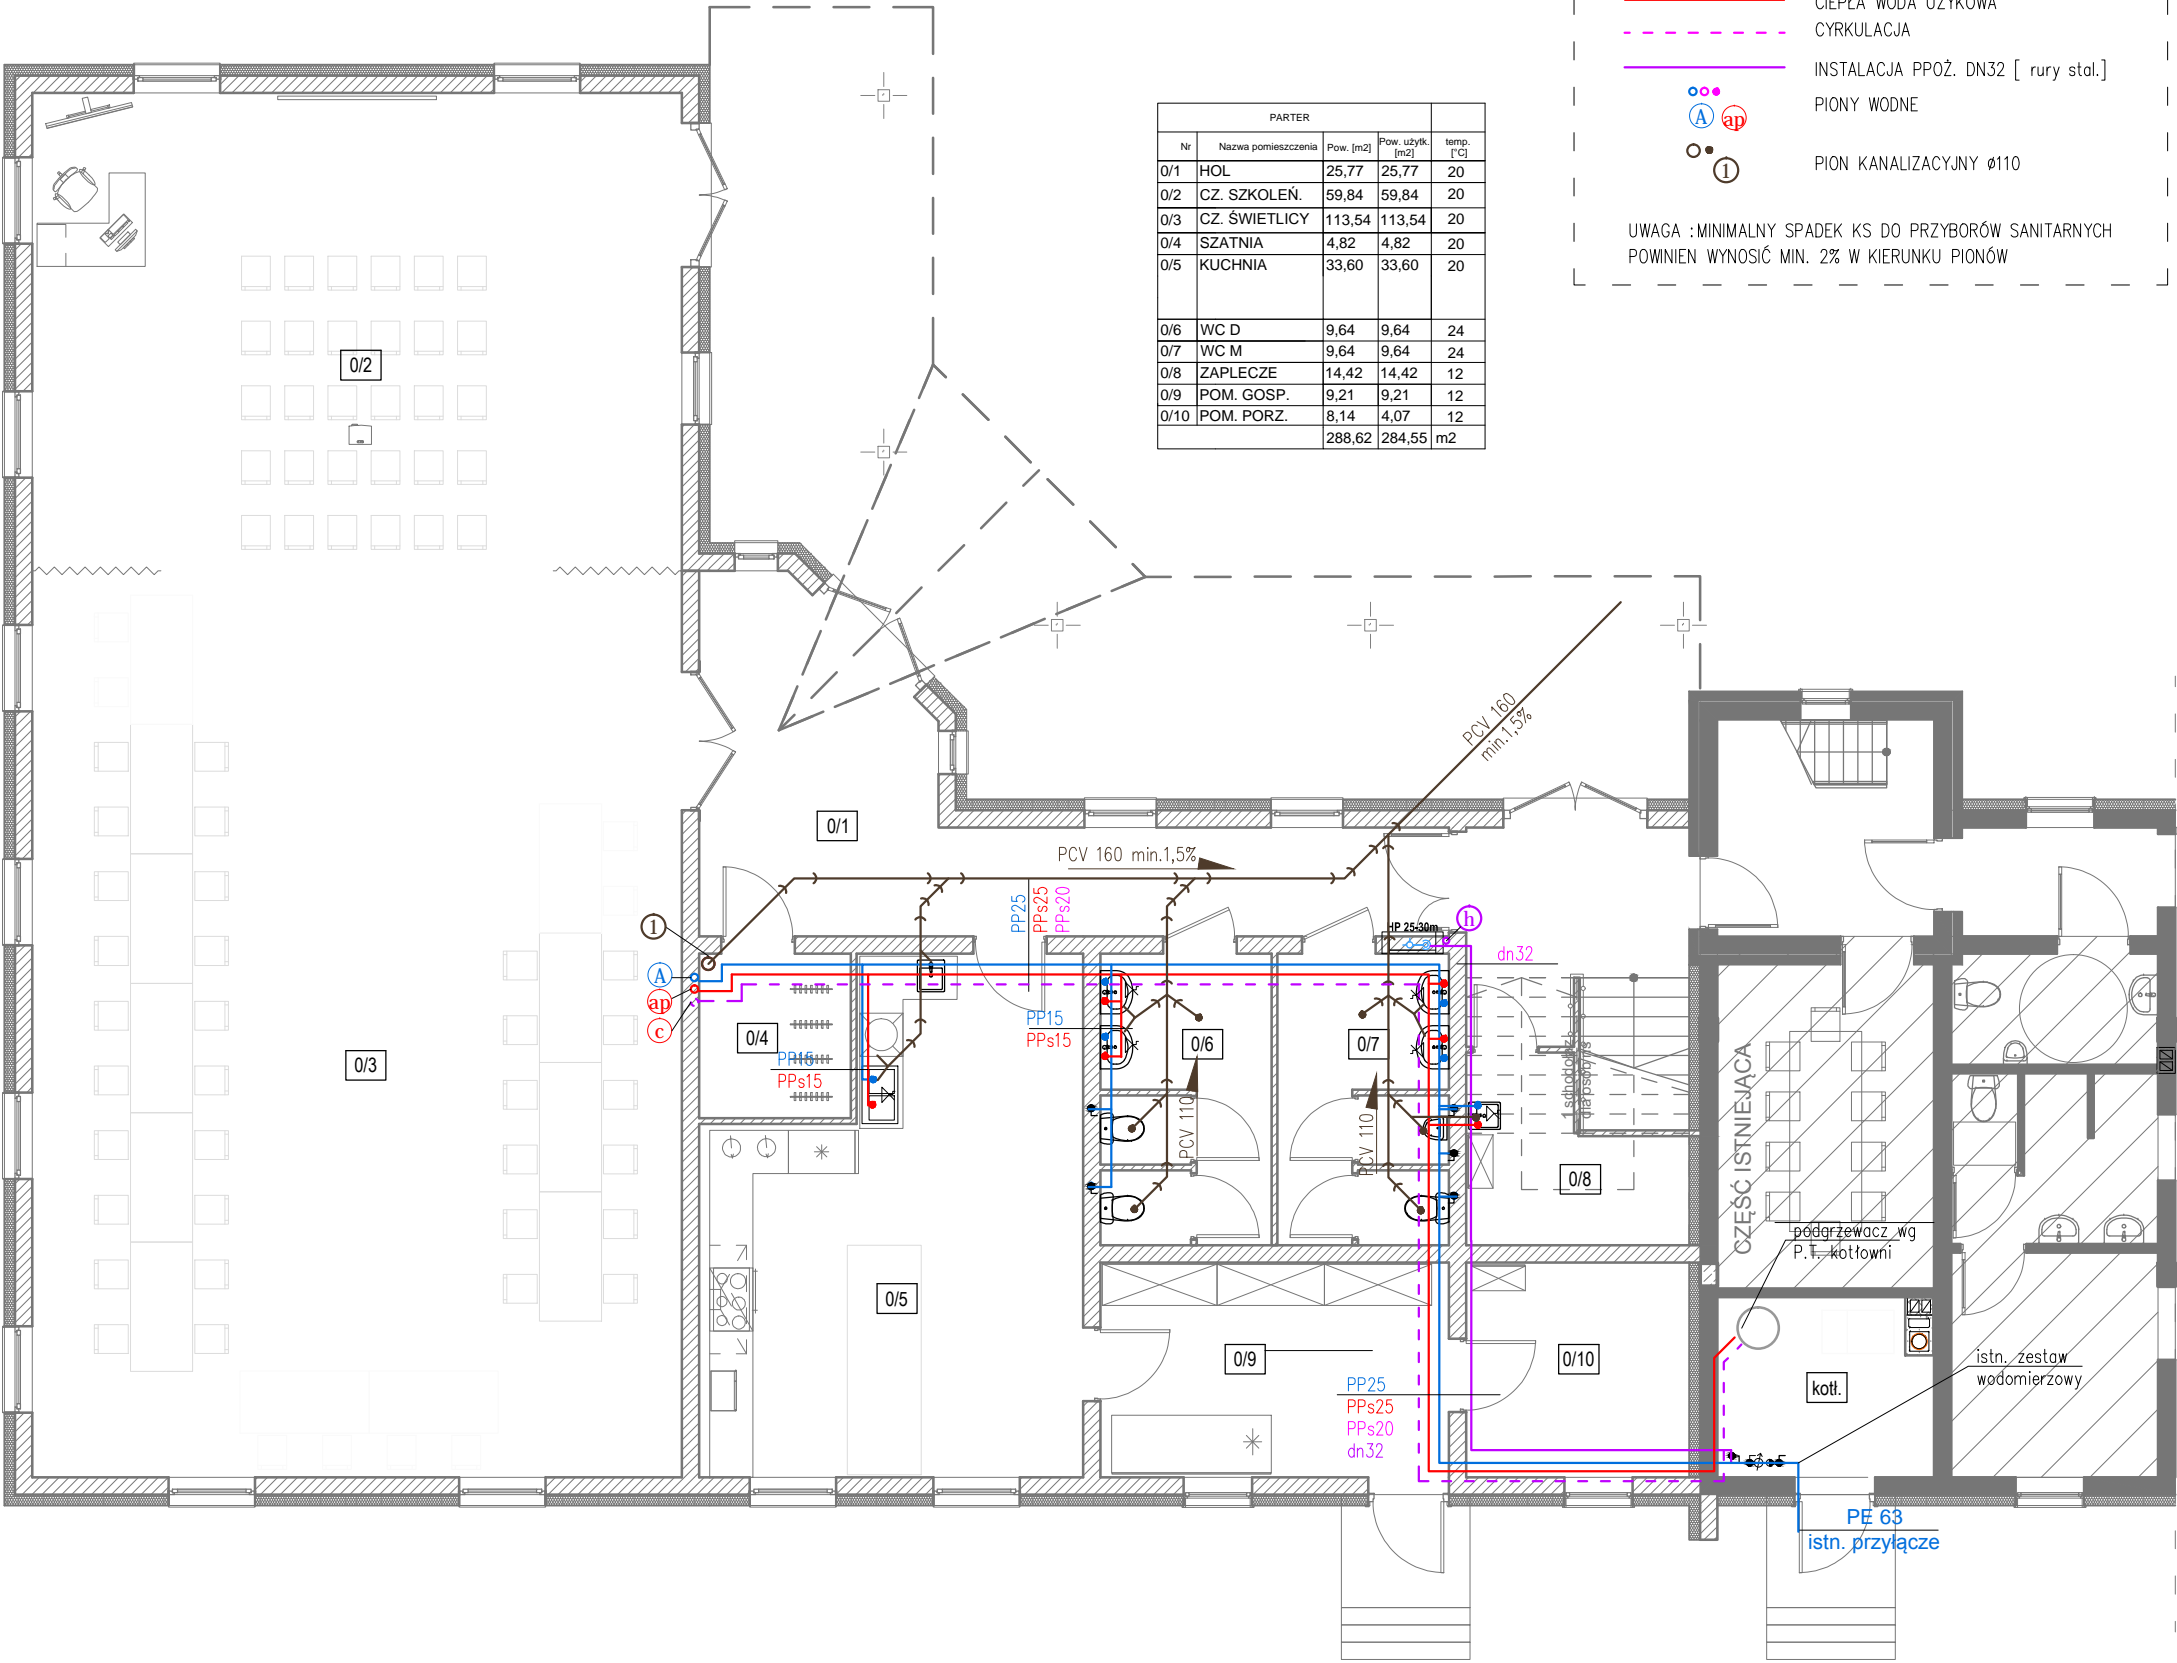 CIEPŁA WODA UŻYKOWA
CYRKULACJA
INSTALACJA PPOŻ. DN32 [ rury stal.]
PIONY WODNE
A ap
PION KANALIZACYJNY ø110
1
UWAGA :MINIMALNY SPADEK KS DO PRZYBORÓW SANITARNYCH
POWINIEN WYNOSIĆ MIN. 2% W KIERUNKU PIONÓW
PARTER
Nr Nazwa pomieszczenia Pow. [m2] Pow. użytk. [m2] temp. [°C]
0/1 HOL 25,77 25,77 20
0/2 CZ. SZKOLEŃ. 59,84 59,84 20
0/3 CZ. ŚWIETLICY 113,54 113,54 20
0/4 SZATNIA 4,82 4,82 20
0/5 KUCHNIA 33,60 33,60 20
0/6 WC D 9,64 9,64 24
0/7 WC M 9,64 9,64 24
0/8 ZAPLECZE 14,42 14,42 12
0/9 POM. GOSP. 9,21 9,21 12
0/10 POM. PORZ. 8,14 4,07 12
288,62 284,55 m2
0/2
PCV 160
min.1,5%
0/1
PCV 160 min.1,5%
PP25
PPs25
PPs20
1
HP 25-30m
h
dn32
A
ap
c
0/4
PP15
PPs15
PP15
PPs15
0/6
0/7
0/3
PCV 110
PCV 110
0/8
CZĘŚĆ ISTNIEJĄCA
podgrzewacz wg
P.T. kotłowni
0/5
0/9
0/10
kotł.
istn. zestaw
wodomierzowy
PP25
PPs25
PPs20
dn32
PE 63
istn. przyłącze